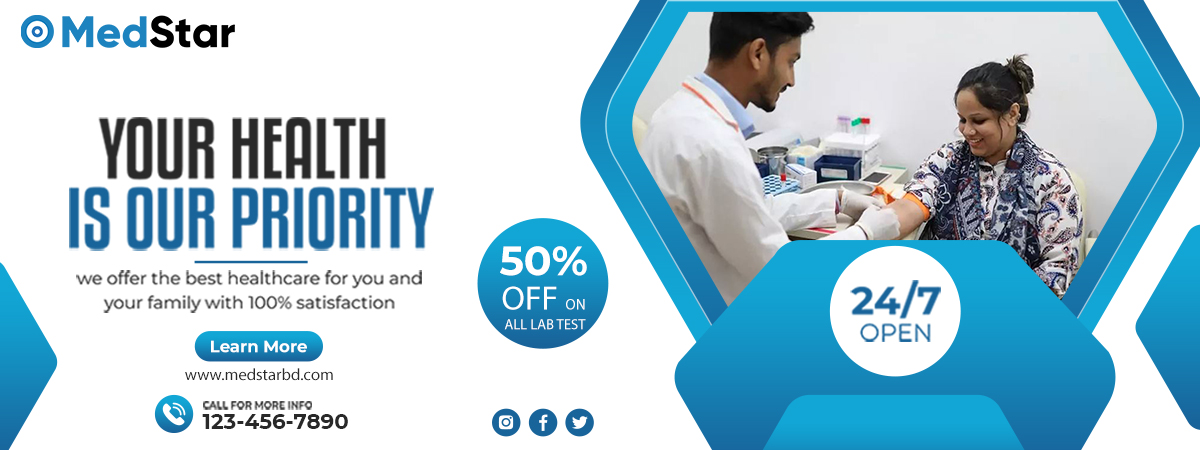 MedStar
YOUR HEALTH
IS OUR PRIORITY
we offer the best healthcare for you and
your family with 100% satisfaction
Learn More
www.medstarbd.com
CALL FOR MORE INFO
123-456-7890
50%
OFF ON
ALL LAB TEST
24/7
OPEN